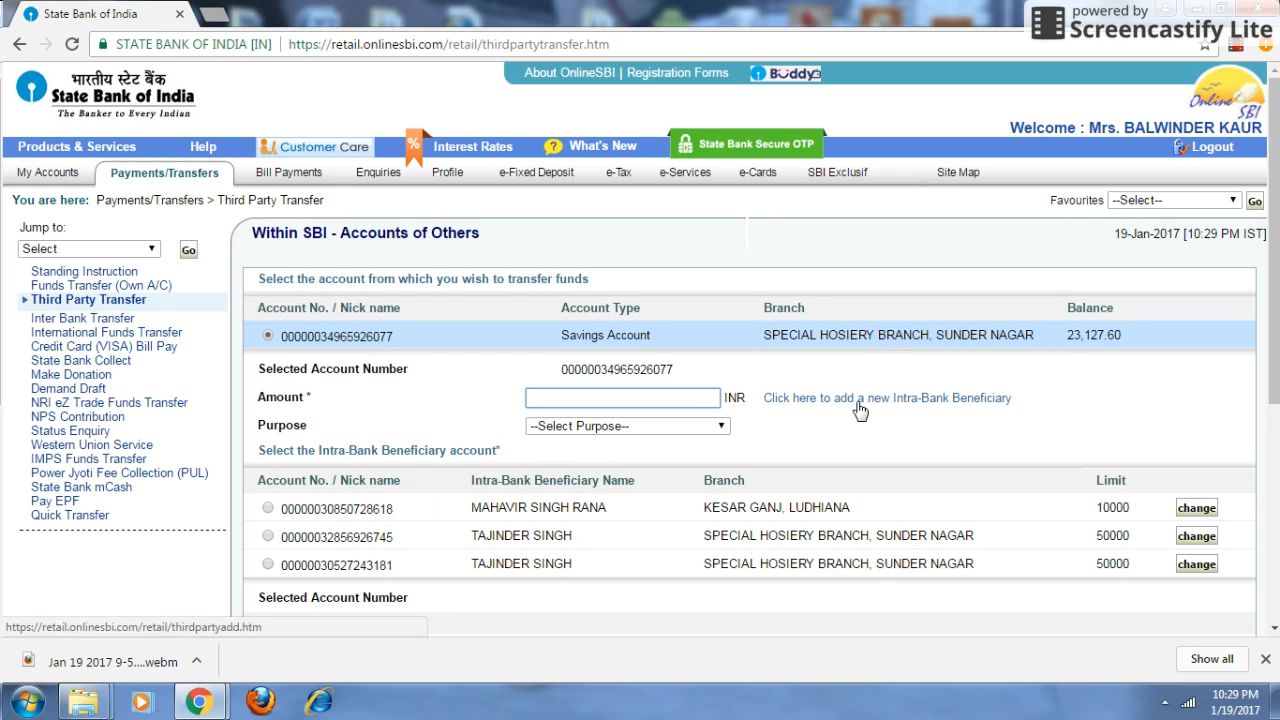 State Bank of India
powered by
Screencastify Lite
STATE BANK OF INDIA [IN] https://retail.onlinesbi.com/retail/thirdpartytransfer.htm
भारतीय स्टेट बैंक
State Bank of India
The Banker to Every Indian
About OnlineSBI | Registration Forms Buddy
Online SBI
Welcome : Mrs. BALWINDER KAUR
Products & Services Help Customer Care % Interest Rates ? What's New State Bank Secure OTP Logout
My Accounts Payments/Transfers Bill Payments Enquiries Profile e-Fixed Deposit e-Tax e-Services e-Cards SBI Exclusif Site Map
You are here: Payments/Transfers > Third Party Transfer Favourites --Select-- Go
Jump to:
Select Go
Standing Instruction
Funds Transfer (Own A/C)
Third Party Transfer
Inter Bank Transfer
International Funds Transfer
Credit Card (VISA) Bill Pay
State Bank Collect
Make Donation
Demand Draft
NRI eZ Trade Funds Transfer
NPS Contribution
Status Enquiry
Western Union Service
IMPS Funds Transfer
Power Jyoti Fee Collection (PUL)
State Bank mCash
Pay EPF
Quick Transfer
Within SBI - Accounts of Others 19-Jan-2017 [10:29 PM IST]
Select the account from which you wish to transfer funds
Account No. / Nick name Account Type Branch Balance
00000034965926077 Savings Account SPECIAL HOSIERY BRANCH, SUNDER NAGAR 23,127.60
Selected Account Number 00000034965926077
Amount * INR Click here to add a new Intra-Bank Beneficiary
Purpose --Select Purpose--
Select the Intra-Bank Beneficiary account*
Account No. / Nick name Intra-Bank Beneficiary Name Branch Limit
00000030850728618 MAHAVIR SINGH RANA KESAR GANJ, LUDHIANA 10000 change
00000032856926745 TAJINDER SINGH SPECIAL HOSIERY BRANCH, SUNDER NAGAR 50000 change
00000030527243181 TAJINDER SINGH SPECIAL HOSIERY BRANCH, SUNDER NAGAR 50000 change
Selected Account Number
https://retail.onlinesbi.com/retail/thirdpartyadd.htm
Jan 19 2017 9-5....webm Show all
10:29 PM
1/19/2017